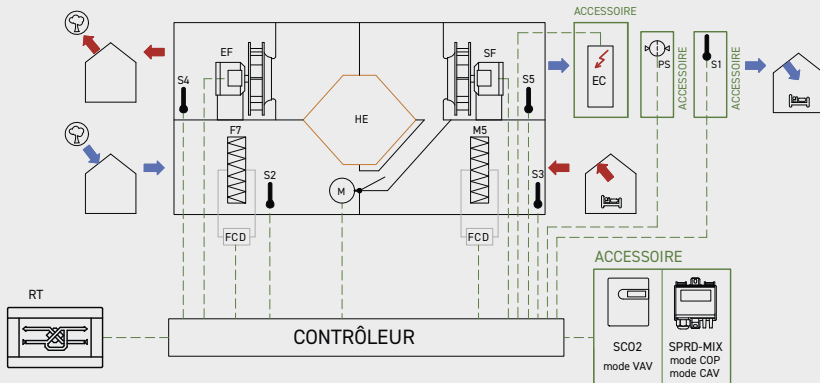 ACCESSOIRE
EF
SF
S4
S5
EC
PS
S1
ACCESSOIRE
ACCESSOIRE
HE
F7
M5
S2
M
S3
FCD
FCD
ACCESSOIRE
RT
CONTRÔLEUR
SCO2
mode VAV
SPRD-MIX
mode COP
mode CAV